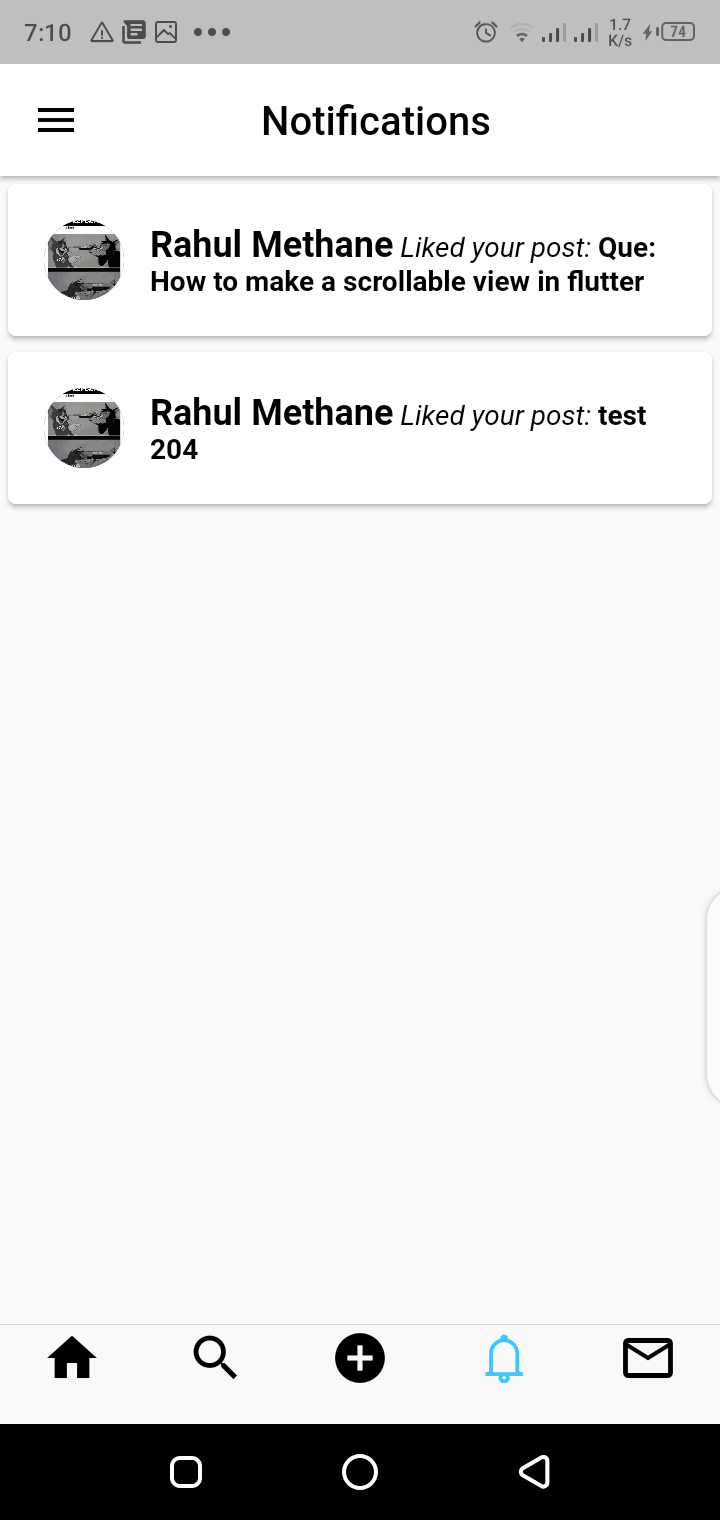 7:10
1.7
K/s
74
Notifications
Rahul Methane Liked your post: Que:
How to make a scrollable view in flutter
Rahul Methane Liked your post: test
204